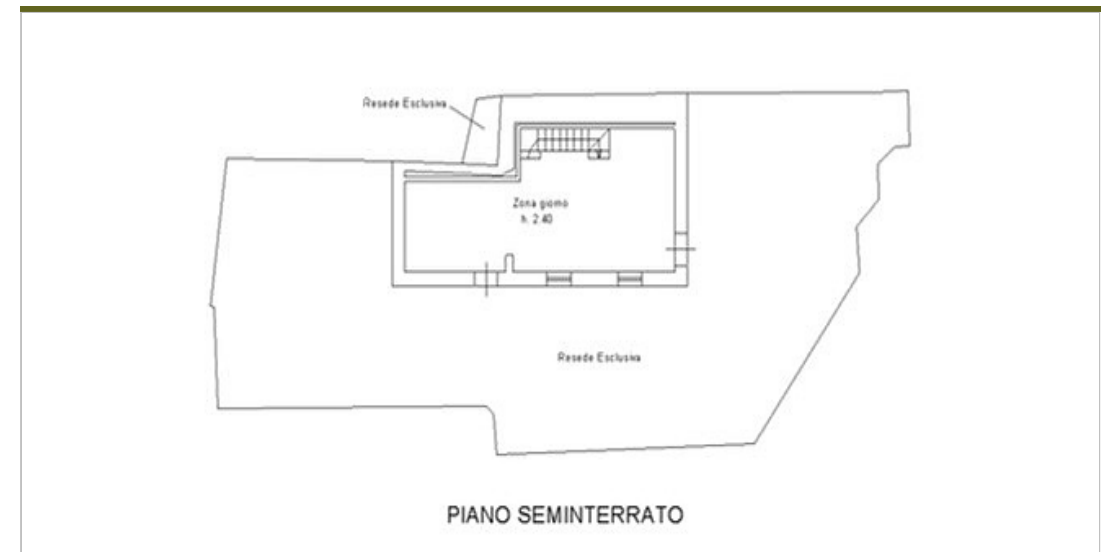 Resede Esclusiva
Zona giorno
h. 2.40
Resede Esclusiva
PIANO SEMINTERRATO